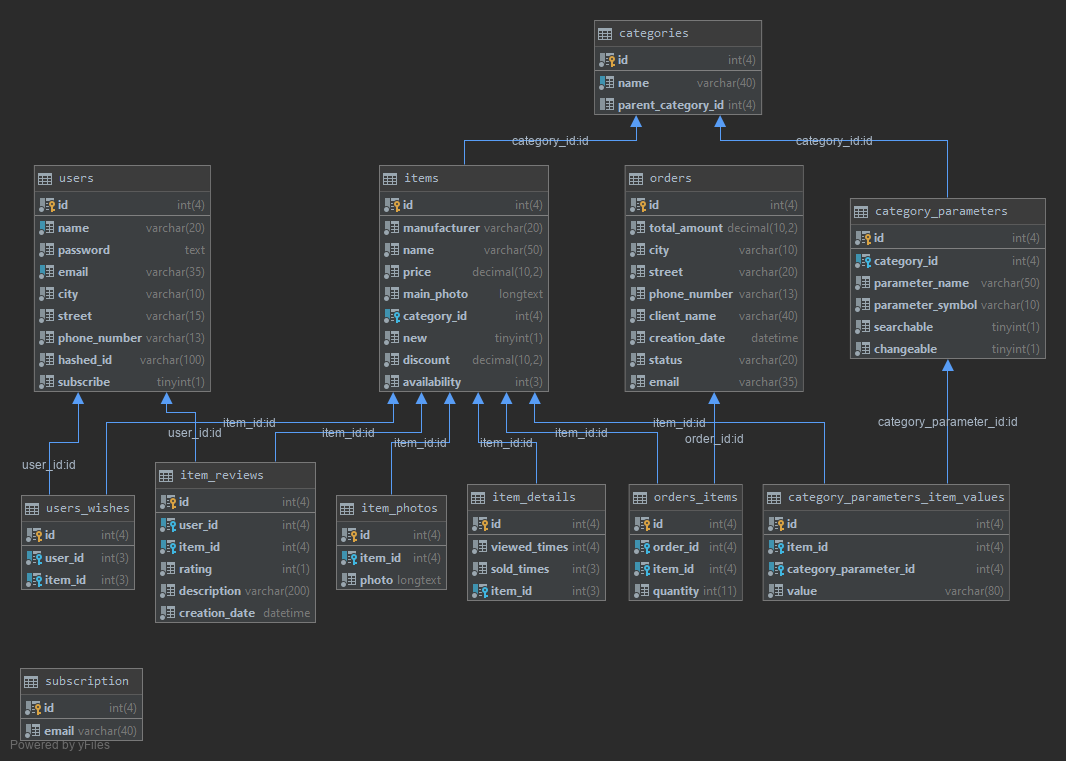 categories
id int(4)
name varchar(40)
parent_category_id int(4)
category_id:id
category_id:id
users
id int(4)
name varchar(20)
password text
email varchar(35)
city varchar(10)
street varchar(15)
phone_number varchar(13)
hashed_id varchar(100)
subscribe tinyint(1)
items
id int(4)
manufacturer varchar(20)
name varchar(50)
price decimal(10,2)
main_photo longtext
category_id int(4)
new tinyint(1)
discount decimal(10,2)
availability int(3)
orders
id int(4)
total_amount decimal(10,2)
city varchar(10)
street varchar(20)
phone_number varchar(13)
client_name varchar(40)
creation_date datetime
status varchar(20)
email varchar(35)
category_parameters
id int(4)
category_id int(4)
parameter_name varchar(50)
parameter_symbol varchar(10)
searchable tinyint(1)
changeable tinyint(1)
user_id:id
user_id:id
item_id:id
item_id:id
item_id:id
item_id:id
item_id:id
item_id:id
order_id:id
category_parameter_id:id
users_wishes
id int(4)
user_id int(3)
item_id int(3)
item_reviews
id int(4)
user_id int(4)
item_id int(4)
rating int(1)
description varchar(200)
creation_date datetime
item_photos
id int(4)
item_id int(4)
photo longtext
item_details
id int(4)
viewed_times int(4)
sold_times int(3)
item_id int(3)
orders_items
id int(4)
order_id int(4)
item_id int(4)
quantity int(11)
category_parameters_item_values
id int(4)
item_id int(4)
category_parameter_id int(4)
value varchar(80)
subscription
id int(4)
email varchar(40)
Powered by yFiles